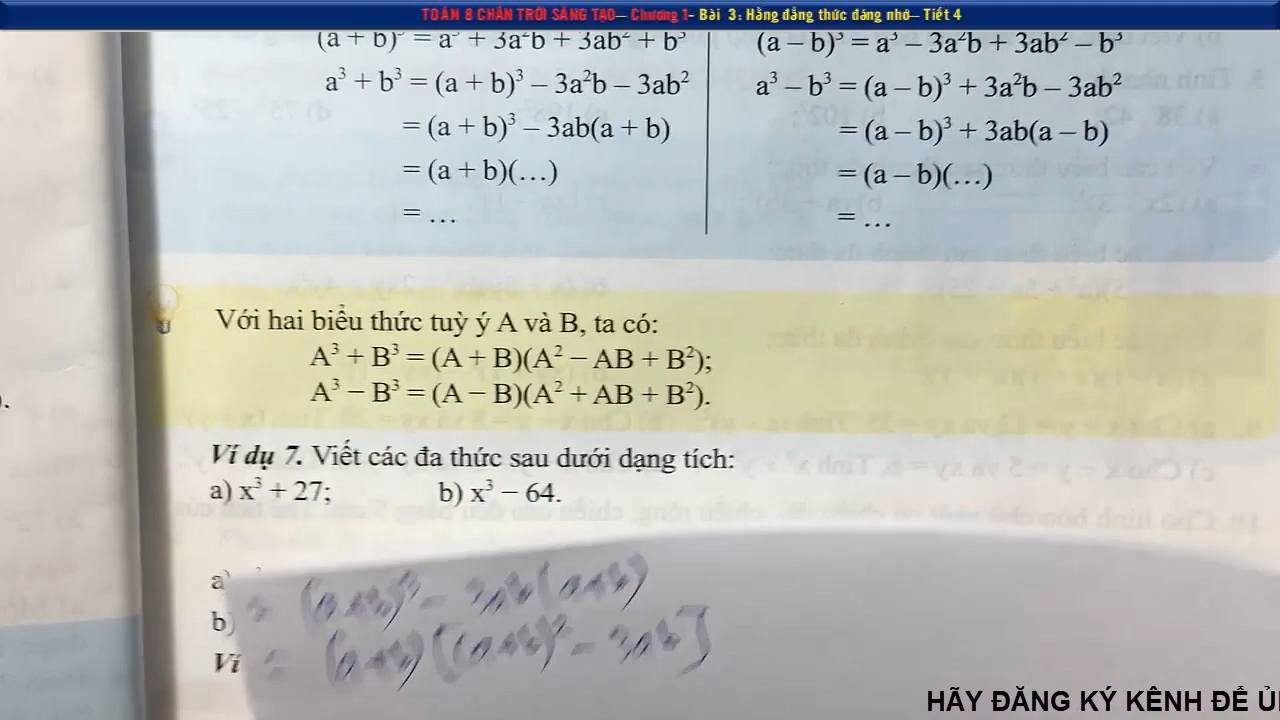 TOÁN 8 CHÂN TRỜI SÁNG TẠO– Chương 1- Bài 3: Hằng đẳng thức đáng nhớ– Tiết 4
(a + b)³ = a³ + 3a²b + 3ab² + b³
a³ + b³ = (a + b)³ – 3a²b – 3ab²
= (a + b)³ – 3ab(a + b)
= (a + b)(…)
= …
(a – b)³ = a³ – 3a²b + 3ab² – b³
a³ – b³ = (a – b)³ + 3a²b – 3ab²
= (a – b)³ + 3ab(a – b)
= (a – b)(…)
= …
Với hai biểu thức tuỳ ý A và B, ta có:
A³ + B³ = (A + B)(A² – AB + B²);
A³ – B³ = (A – B)(A² + AB + B²).
Ví dụ 7. Viết các đa thức sau dưới dạng tích:
a) x³ + 27; b) x³ – 64.
a)
= (a+b)³ – 3ab(a+b)
b)
= (a+b)[(a+b)² – 3ab]
Ví
HÃY ĐĂNG KÝ KÊNH ĐỂ